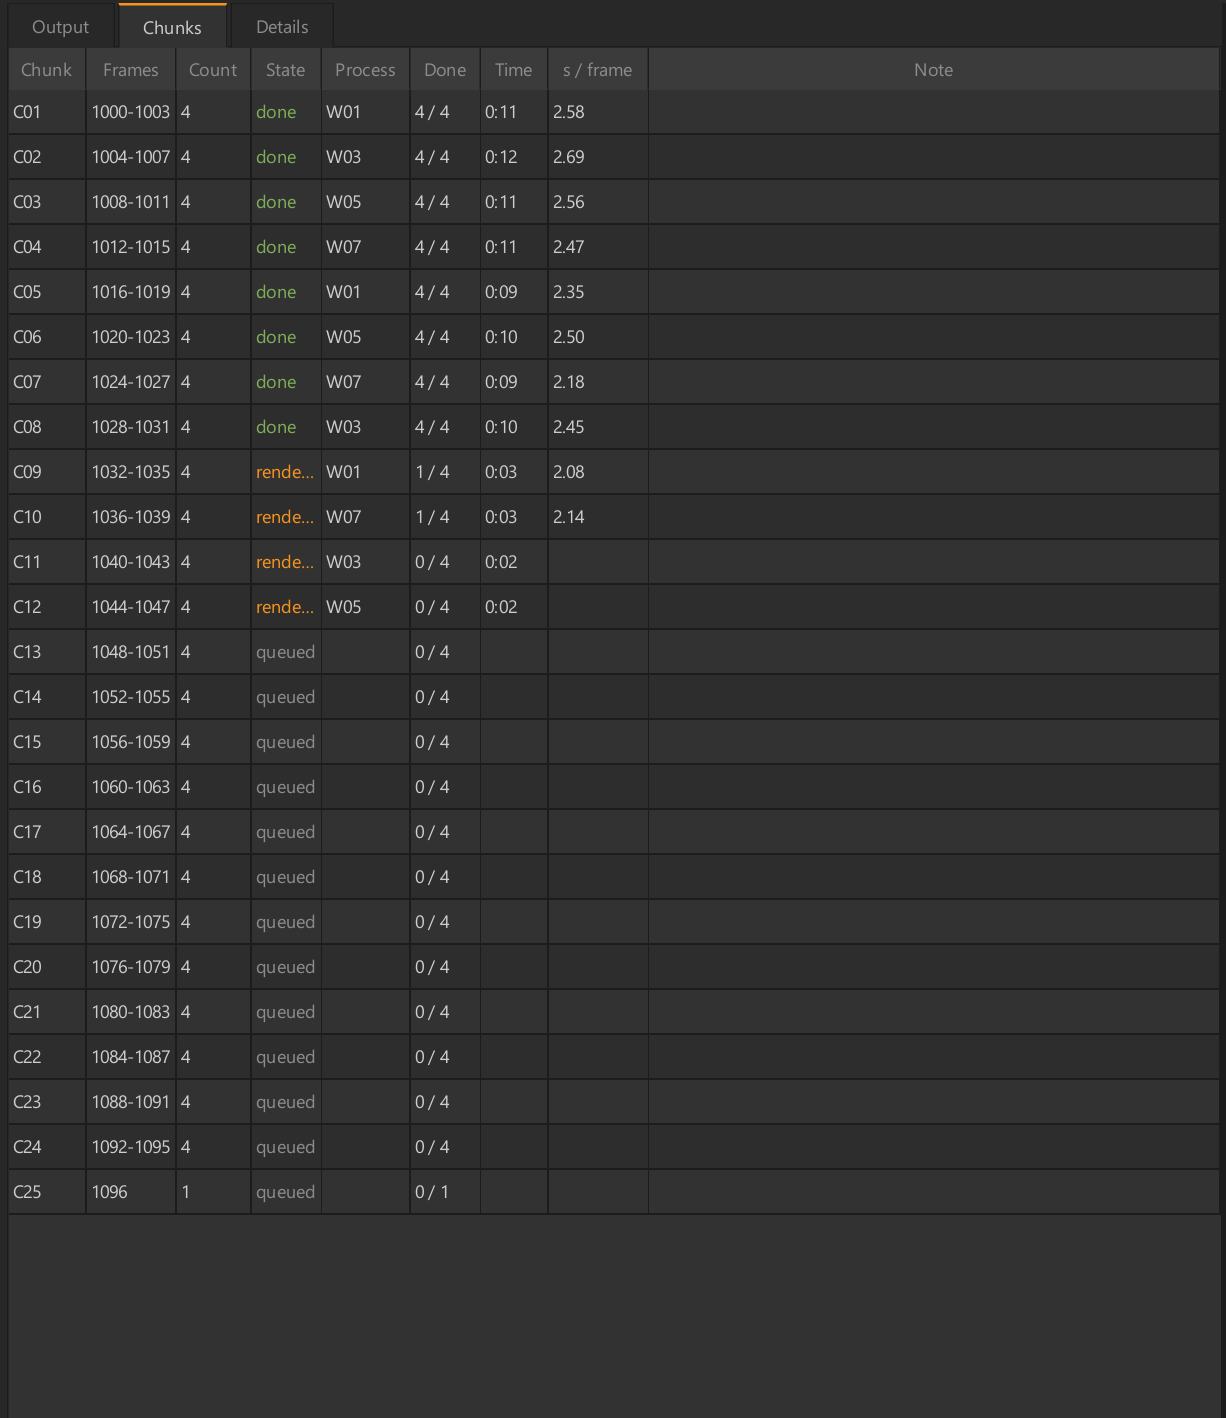 Output Chunks Details
Chunk Frames Count State Process Done Time s / frame Note
C01 1000-1003 4 done W01 4 / 4 0:11 2.58
C02 1004-1007 4 done W03 4 / 4 0:12 2.69
C03 1008-1011 4 done W05 4 / 4 0:11 2.56
C04 1012-1015 4 done W07 4 / 4 0:11 2.47
C05 1016-1019 4 done W01 4 / 4 0:09 2.35
C06 1020-1023 4 done W05 4 / 4 0:10 2.50
C07 1024-1027 4 done W07 4 / 4 0:09 2.18
C08 1028-1031 4 done W03 4 / 4 0:10 2.45
C09 1032-1035 4 rende... W01 1 / 4 0:03 2.08
C10 1036-1039 4 rende... W07 1 / 4 0:03 2.14
C11 1040-1043 4 rende... W03 0 / 4 0:02
C12 1044-1047 4 rende... W05 0 / 4 0:02
C13 1048-1051 4 queued 0 / 4
C14 1052-1055 4 queued 0 / 4
C15 1056-1059 4 queued 0 / 4
C16 1060-1063 4 queued 0 / 4
C17 1064-1067 4 queued 0 / 4
C18 1068-1071 4 queued 0 / 4
C19 1072-1075 4 queued 0 / 4
C20 1076-1079 4 queued 0 / 4
C21 1080-1083 4 queued 0 / 4
C22 1084-1087 4 queued 0 / 4
C23 1088-1091 4 queued 0 / 4
C24 1092-1095 4 queued 0 / 4
C25 1096 1 queued 0 / 1